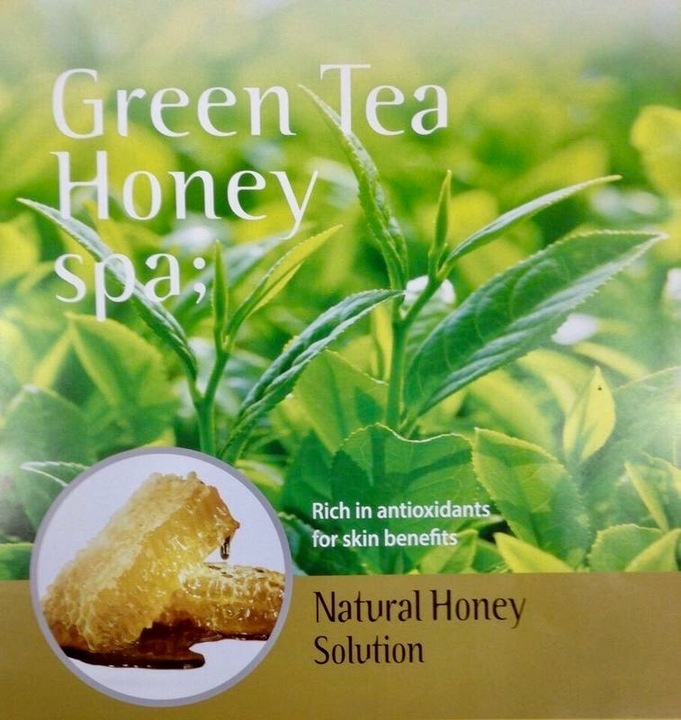 Green Tea
Honey
spa;
Rich in antioxidants
for skin benefits
Natural Honey
Solution